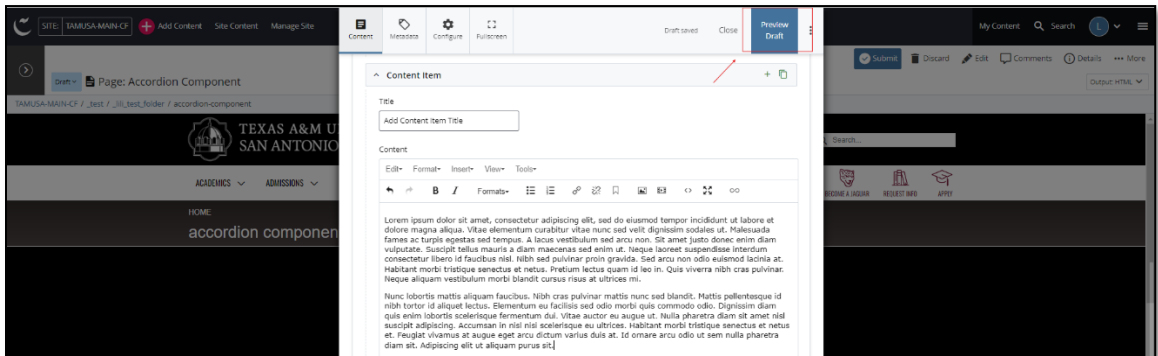 SITE: TAMUSA-MAIN-CF Add Content Site Content Manage Site
Content Metadata Configure Fullscreen Draft saved Close Preview Draft
My Content Search L
Submit Discard Edit Comments Details More
Draft Page: Accordion Component
Output: HTML
TAMUSA-MAIN-CF / _test / _lili_test_folder / accordion-component
TEXAS A&M U
SAN ANTONIO
Search...
ACADEMICS ADMISSIONS
BECOME A JAGUAR REQUEST INFO APPLY
HOME
accordion componen
Content Item
Title
Add Content Item Title
Content
Edit Format Insert View Tools
B I Formats
Lorem ipsum dolor sit amet, consectetur adipiscing elit, sed do eiusmod tempor incididunt ut labore et
dolore magna aliqua. Vitae elementum curabitur vitae nunc sed velit dignissim sodales ut. Malesuada
fames ac turpis egestas sed tempus. A lacus vestibulum sed arcu non. Sit amet justo donec enim diam
vulputate. Suscipit tellus mauris a diam maecenas sed enim ut. Neque laoreet suspendisse interdum
consectetur libero id faucibus nisl. Nibh sed pulvinar proin gravida. Sed arcu non odio euismod lacinia at.
Habitant morbi tristique senectus et netus. Pretium lectus quam id leo in. Quis viverra nibh cras pulvinar.
Neque aliquam vestibulum morbi blandit cursus risus at ultrices mi.
Nunc lobortis mattis aliquam faucibus. Nibh cras pulvinar mattis nunc sed blandit. Mattis pellentesque id
nibh tortor id aliquet lectus. Elementum eu facilisis sed odio morbi quis commodo odio. Dignissim diam
quis enim lobortis scelerisque fermentum dui. Vitae auctor eu augue ut. Nulla pharetra diam sit amet nisl
suscipit adipiscing. Accumsan in nisl nisi scelerisque eu ultrices. Habitant morbi tristique senectus et netus
et. Feugiat vivamus at augue eget arcu dictum varius duis at. Id ornare arcu odio ut sem nulla pharetra
diam sit. Adipiscing elit ut aliquam purus sit.